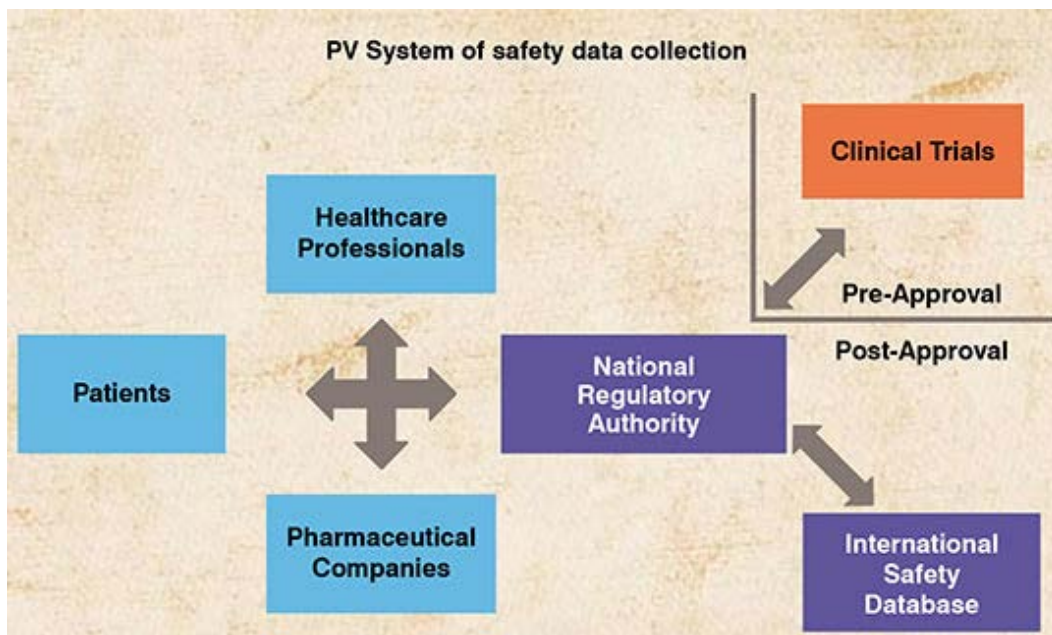 PV System of safety data collection
Clinical Trials
Healthcare
Professionals
Pre-Approval
Post-Approval
Patients
National
Regulatory
Authority
Pharmaceutical
Companies
International
Safety
Database